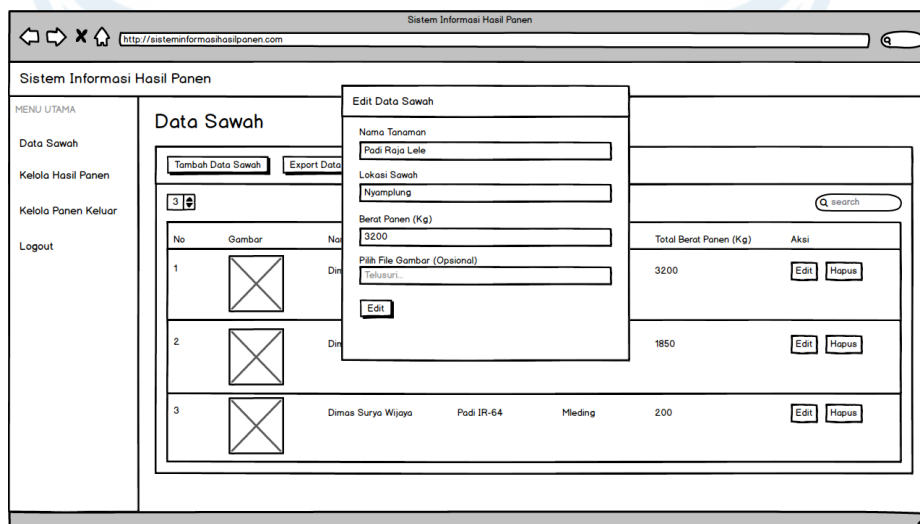 Sistem Informasi Hasil Panen
http://sisteminformasihasilpanen.com
Sistem Informasi Hasil Panen
MENU UTAMA
Data Sawah
Kelola Hasil Panen
Kelola Panen Keluar
Logout
Data Sawah
Tambah Data Sawah Export Data
3 search
No Gambar Total Berat Panen (Kg) Aksi
1 3200 Edit Hapus
2 1850 Edit Hapus
3 Dimas Surya Wijaya Padi IR-64 Mleding 200 Edit Hapus
Edit Data Sawah
Nama Tanaman
Padi Raja Lele
Lokasi Sawah
Nyamplung
Berat Panen (Kg)
3200
Pilih File Gambar (Opsional)
Telusuri...
Edit